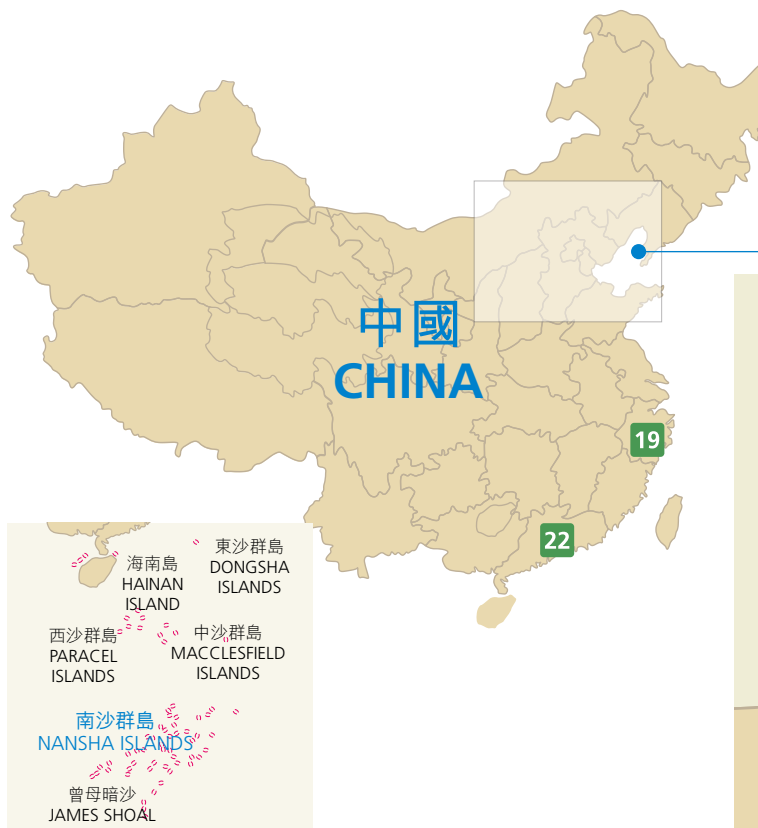 中國
CHINA
19
22
海南島
HAINAN
ISLAND
東沙群島
DONGSHA
ISLANDS
西沙群島
PARACEL
ISLANDS
中沙群島
MACCLESFIELD
ISLANDS
南沙群島
NANSHA ISLANDS
曾母暗沙
JAMES SHOAL